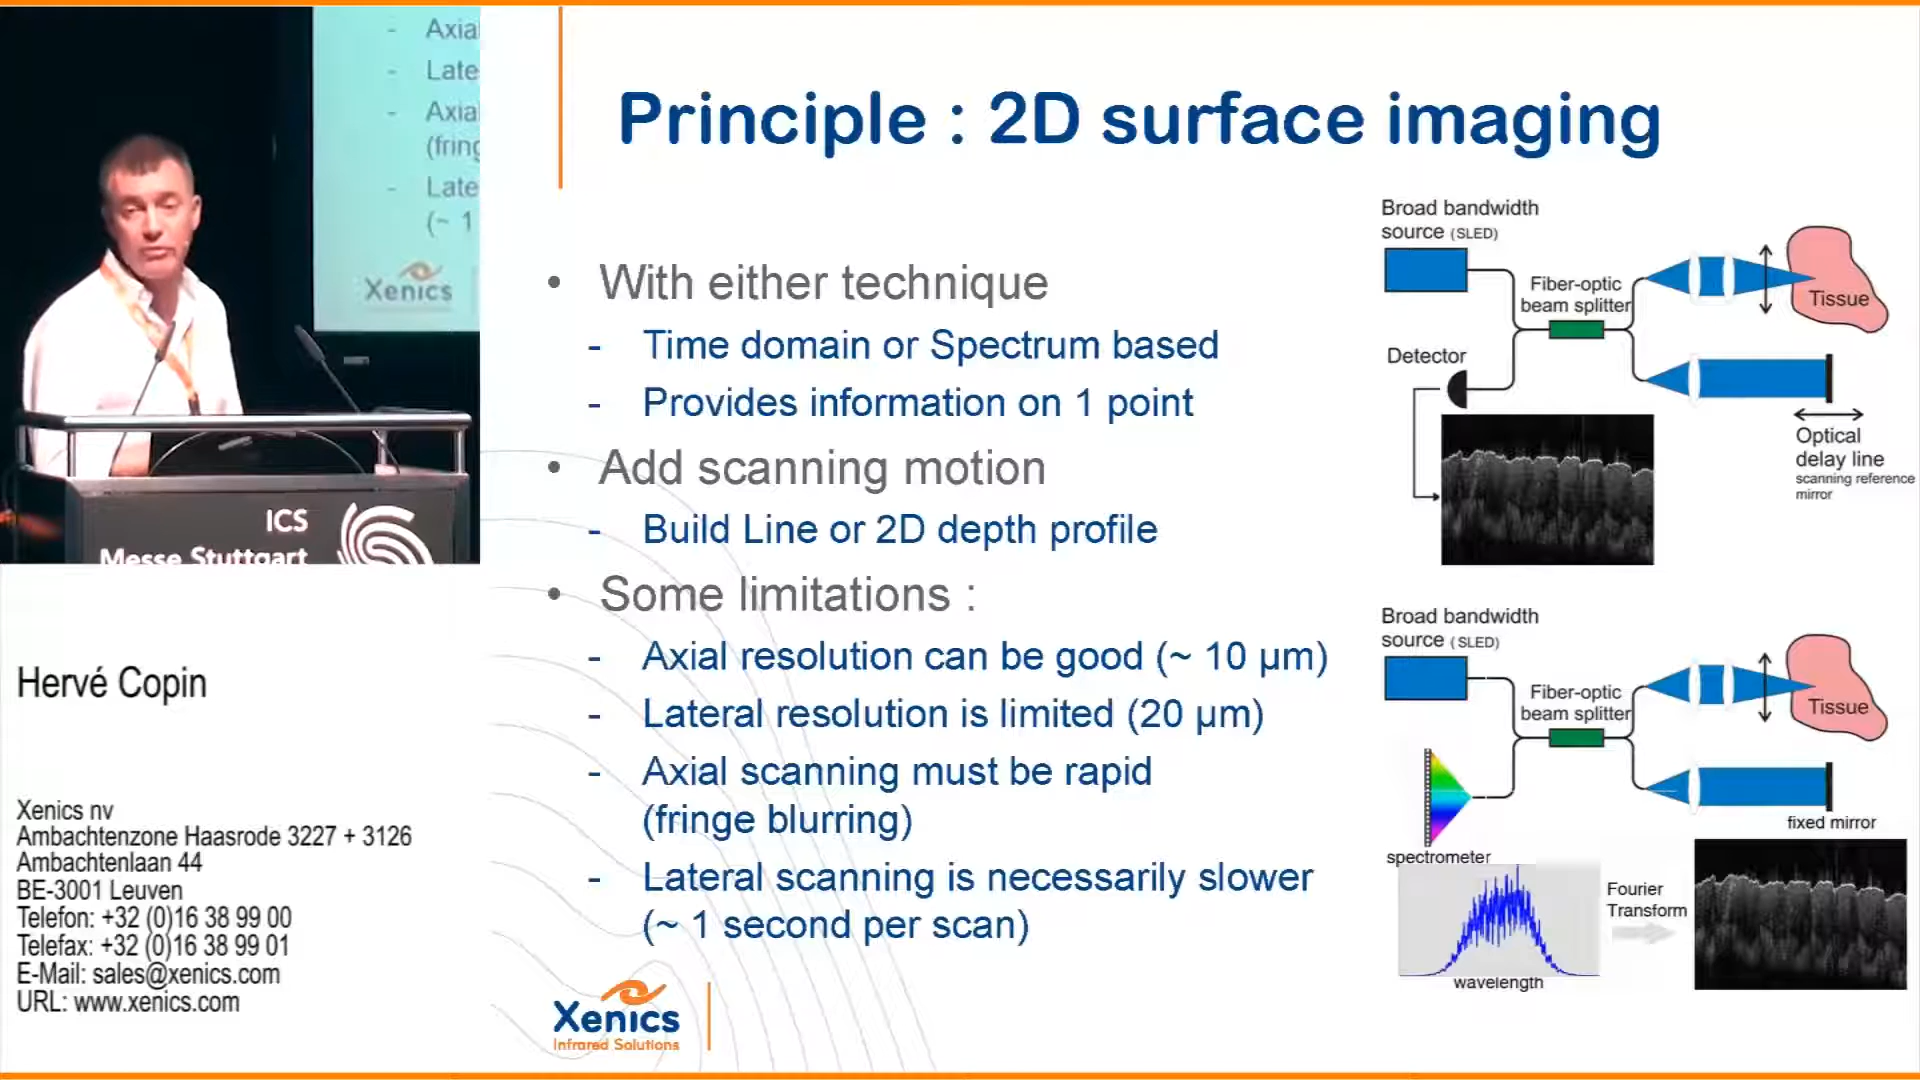 - Axial
- Late
- Axial
(fring
- Late
(~ 1
Xenics
ICS
Messe Stuttgart
Hervé Copin
Xenics nv
Ambachtenzone Haasrode 3227 + 3126
Ambachtenlaan 44
BE-3001 Leuven
Telefon: +32 (0)16 38 99 00
Telefax: +32 (0)16 38 99 01
E-Mail: sales@xenics.com
URL: www.xenics.com
Principle : 2D surface imaging
• With either technique
- Time domain or Spectrum based
- Provides information on 1 point
• Add scanning motion
- Build Line or 2D depth profile
• Some limitations :
- Axial resolution can be good (~ 10 µm)
- Lateral resolution is limited (20 µm)
- Axial scanning must be rapid
(fringe blurring)
- Lateral scanning is necessarily slower
(~ 1 second per scan)
Xenics
Infrared Solutions
Broad bandwidth
source (SLED)
Fiber-optic
beam splitter
Tissue
Detector
Optical
delay line
scanning reference
mirror
Broad bandwidth
source (SLED)
Fiber-optic
beam splitter
Tissue
fixed mirror
spectrometer
Fourier
Transform
wavelength